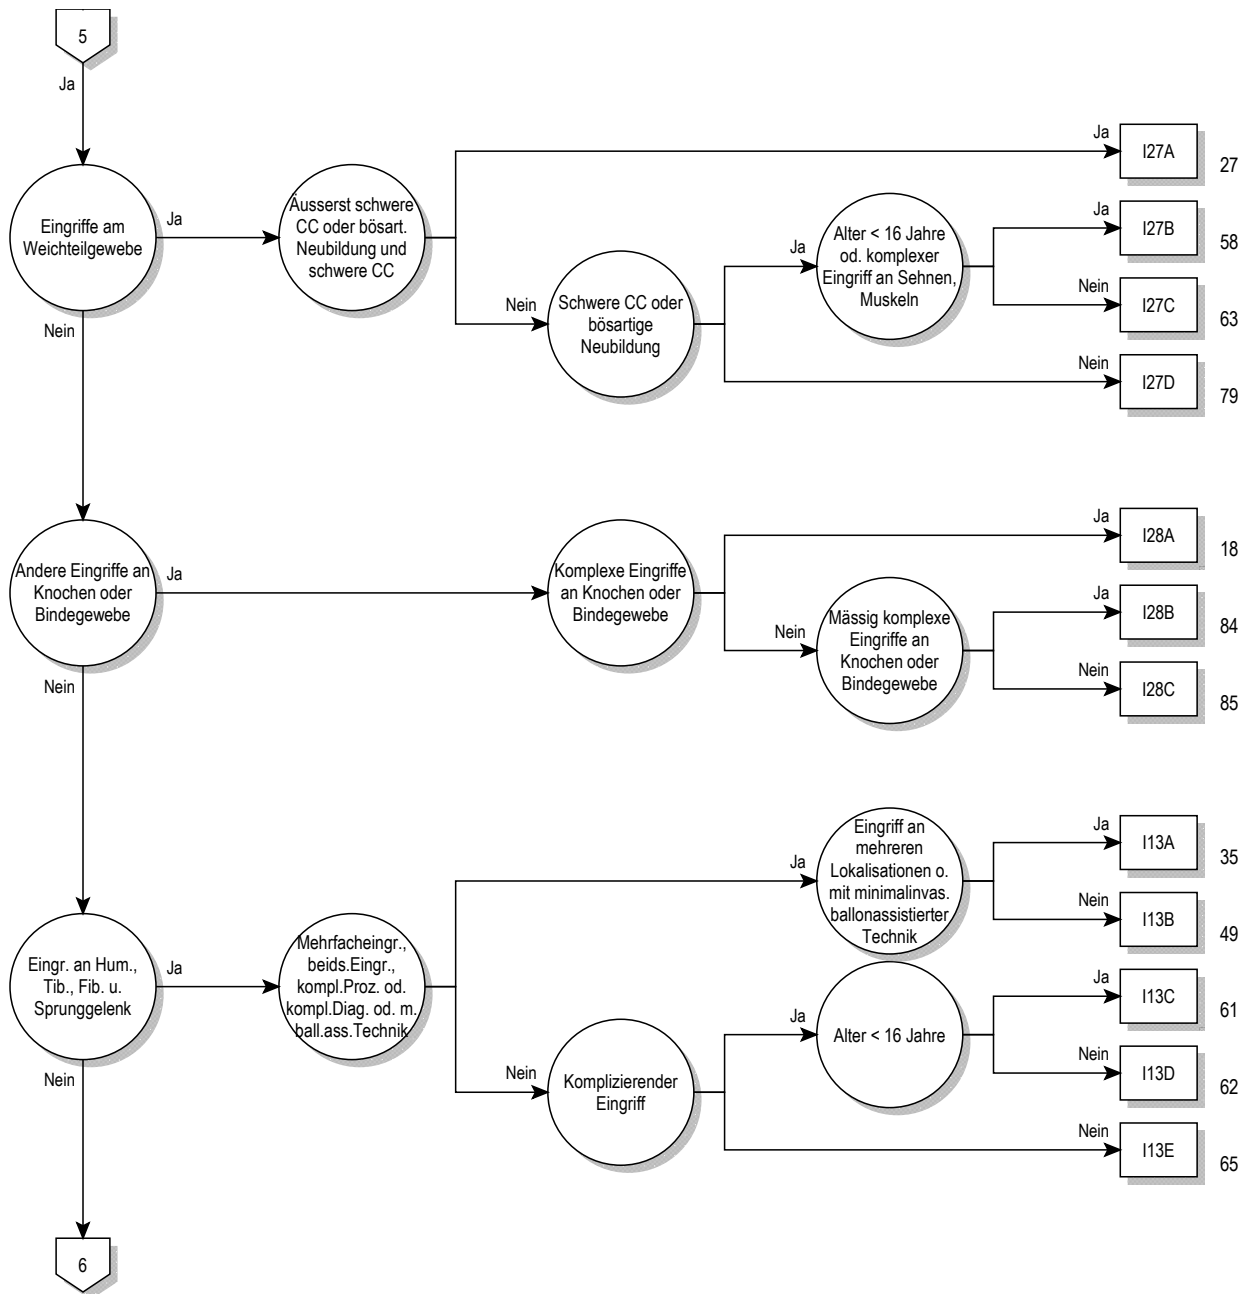 5
Ja
Eingriffe am
Weichteilgewebe
Ja
Nein
Äusserst schwere
CC oder bösart.
Neubildung und
schwere CC
Ja
I27A
27
Nein
Schwere CC oder
bösartige
Neubildung
Ja
Alter < 16 Jahre
od. komplexer
Eingriff an Sehnen,
Muskeln
Ja
I27B
58
Nein
I27C
63
Nein
I27D
79
Andere Eingriffe an
Knochen oder
Bindegewebe
Ja
Nein
Komplexe Eingriffe
an Knochen oder
Bindegewebe
Ja
I28A
18
Nein
Mässig komplexe
Eingriffe an
Knochen oder
Bindegewebe
Ja
I28B
84
Nein
I28C
85
Eingr. an Hum.,
Tib., Fib. u.
Sprunggelenk
Ja
Nein
Mehrfacheingr.,
beids.Eingr.,
kompl.Proz. od.
kompl.Diag. od. m.
ball.ass.Technik
Ja
Eingriff an
mehreren
Lokalisationen o.
mit minimalinvas.
ballonassistierter
Technik
Ja
I13A
35
Nein
I13B
49
Nein
Komplizierender
Eingriff
Ja
Alter < 16 Jahre
Ja
I13C
61
Nein
I13D
62
Nein
I13E
65
6